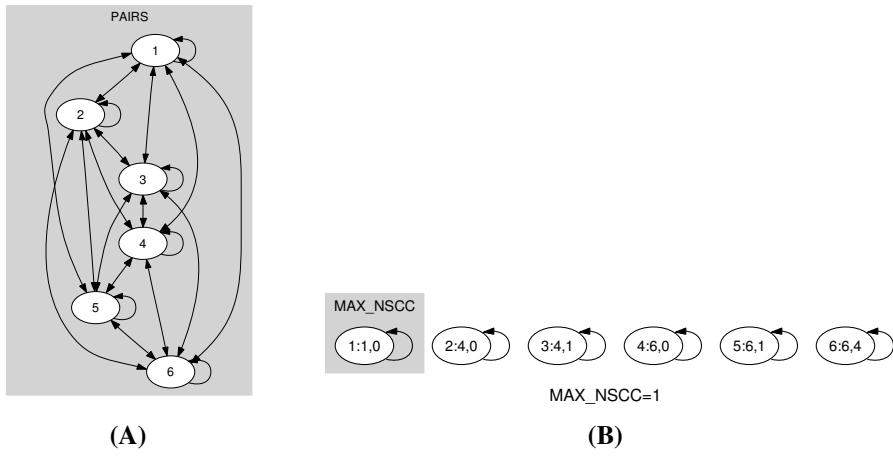 PAIRS
1
2
3
4
5
6
(A)
MAX_NSCC
1:1,0 2:4,0 3:4,1 4:6,0 5:6,1 6:6,4
MAX_NSCC=1
(B)